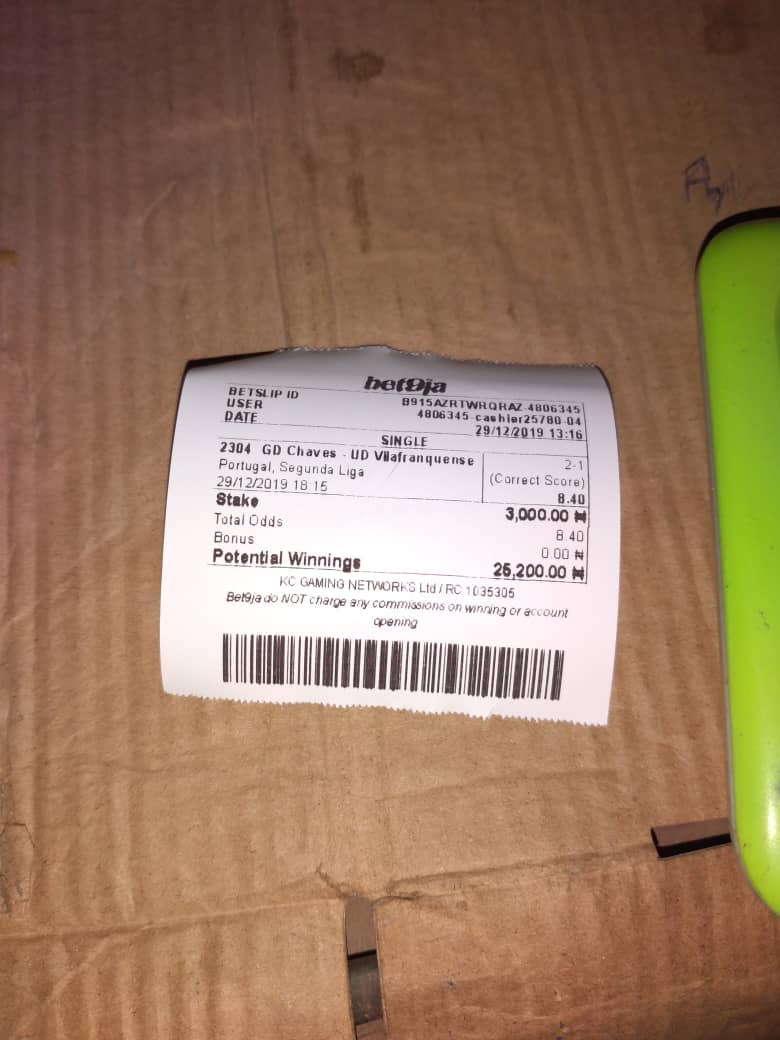 bet9ja
BETSLIP ID B915AZRTWRQRAZ-4806345
USER 4806345-cashier25780-04
DATE 29/12/2019 13:16
SINGLE
2304 GD Chaves - UD Vilafranquense 2-1
Portugal, Segunda Liga (Correct Score)
29/12/2019 18:15 8.40
Stake 3,000.00 ₦
Total Odds 8.40
Bonus 0.00 ₦
Potential Winnings 25,200.00 ₦
KC GAMING NETWORKS Ltd / RC 1035305
Bet9ja do NOT charge any commissions on winning or account
opening